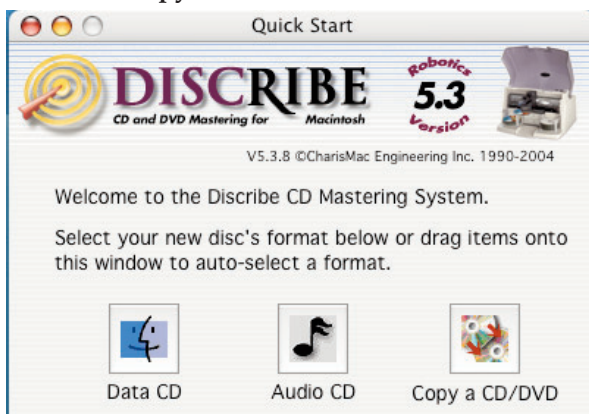 Quick Start
DISCRIBE
CD and DVD Mastering for Macintosh
Robotics
5.3
Version
V5.3.8 ©CharisMac Engineering Inc. 1990-2004
Welcome to the Discribe CD Mastering System.
Select your new disc's format below or drag items onto
this window to auto-select a format.
Data CD
Audio CD
Copy a CD/DVD